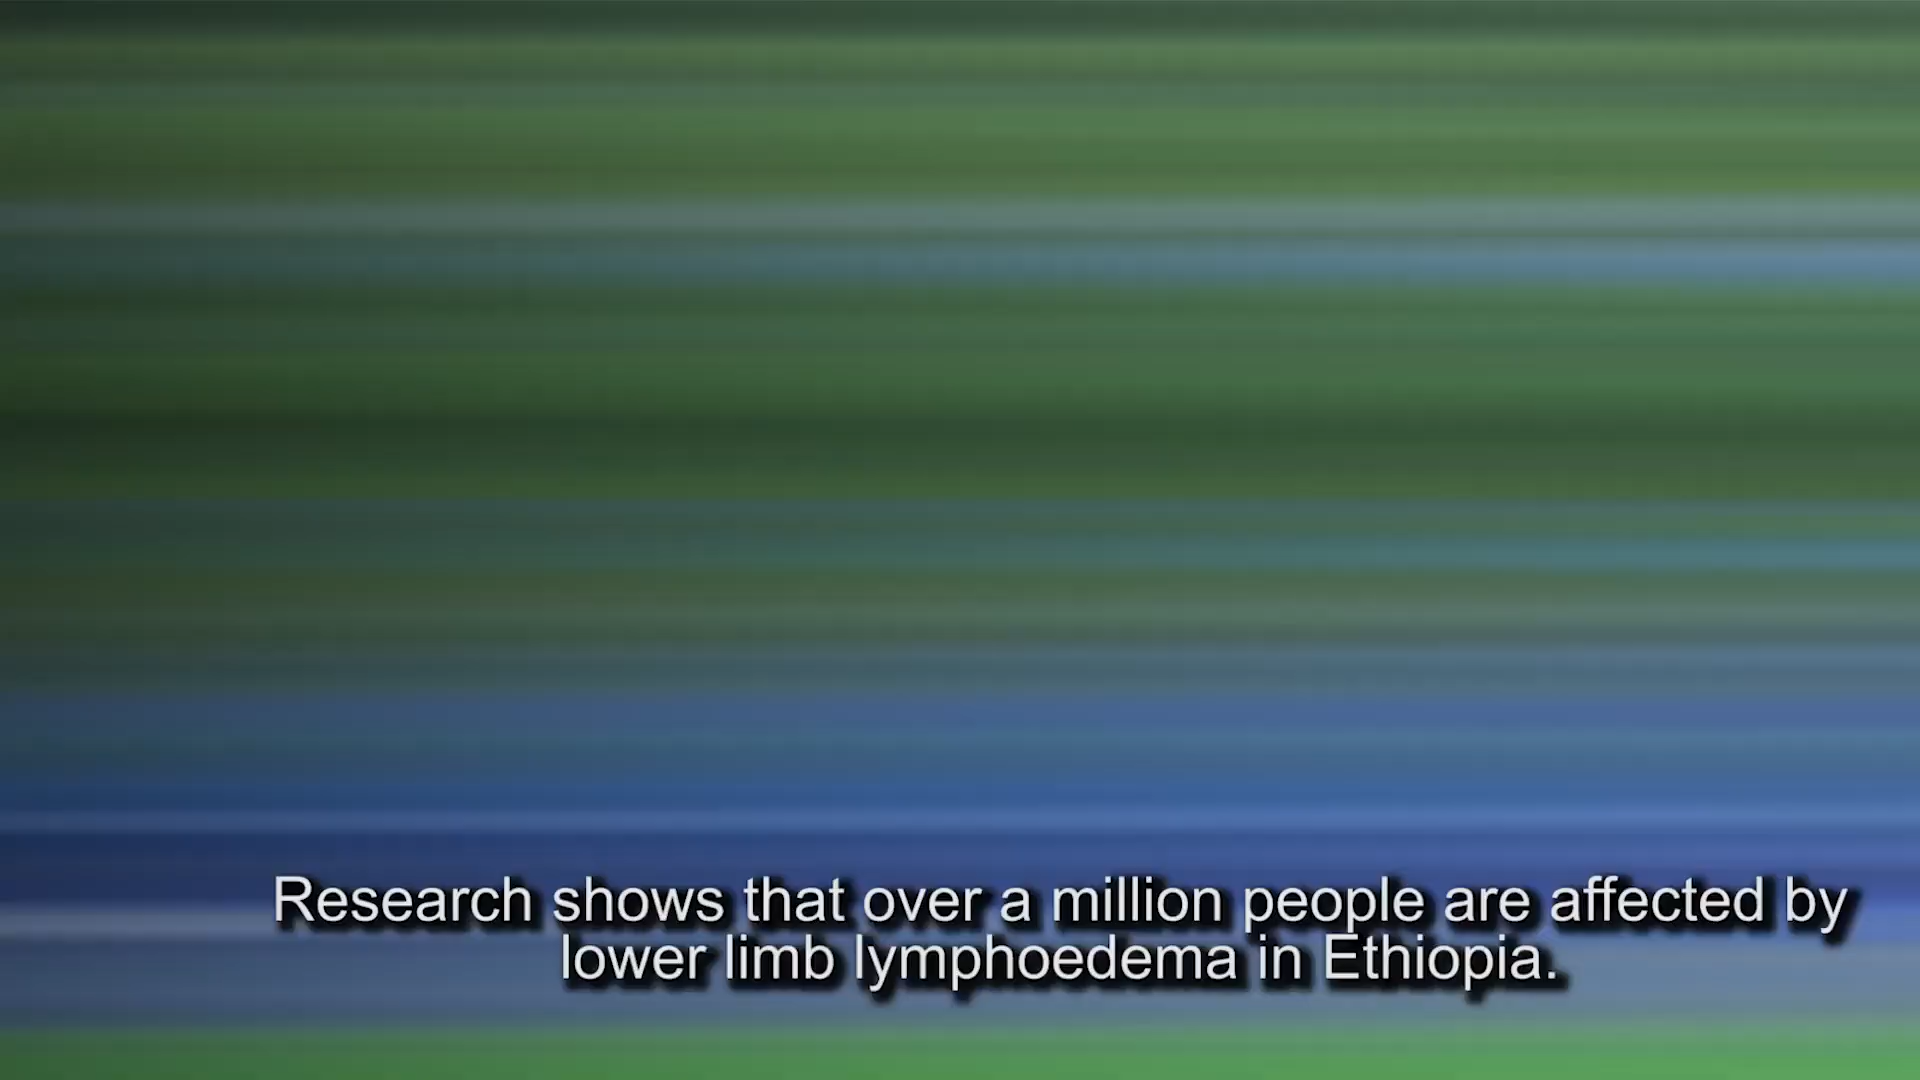 Research shows that over a million people are affected by
lower limb lymphoedema in Ethiopia.